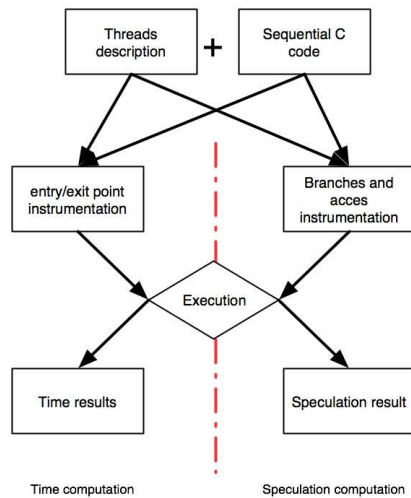 Threads
description
+
Sequential C
code
entry/exit point
instrumentation
Branches and
acces
instrumentation
Execution
Time results
Speculation result
Time computation
Speculation computation